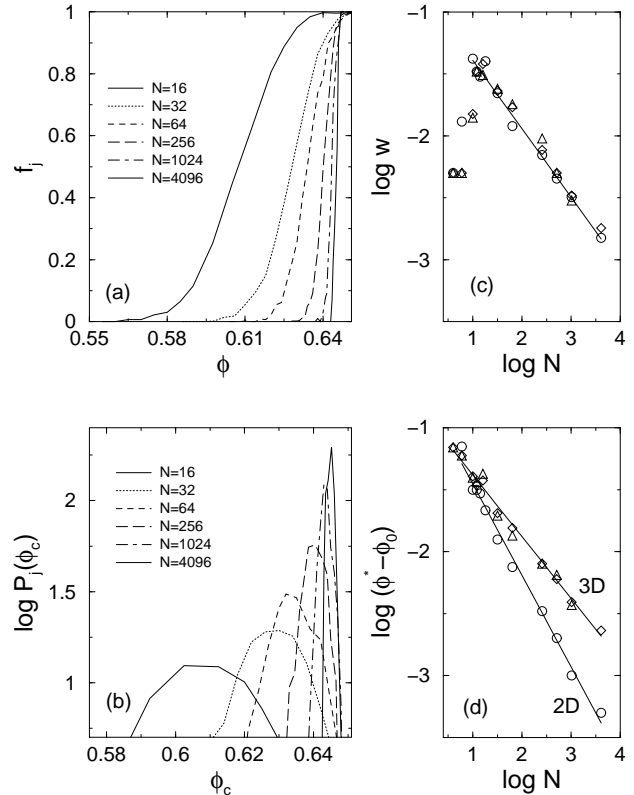 1
0.8
0.6
0.4
0.2
0
f_j
N=16
N=32
N=64
N=256
N=1024
N=4096
(a)
0.55 0.58 0.61 0.64
ϕ
−1
−2
−3
log w
(c)
0 1 2 3 4
log N
2
1.5
1
log P_j(ϕ_c)
N=16
N=32
N=64
N=256
N=1024
N=4096
(b)
0.58 0.6 0.62 0.64
ϕ_c
−1
−2
−3
log (ϕ^*−ϕ_0)
3D
2D
(d)
0 1 2 3 4
log N